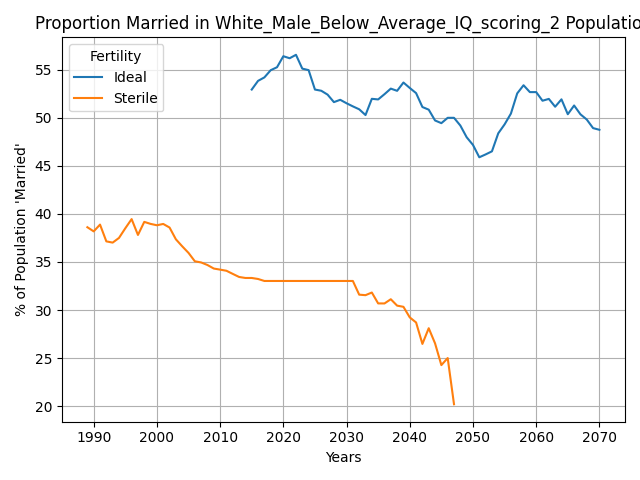 Proportion Married in White_Male_Below_Average_IQ_scoring_2 Populatio
Fertility
Ideal
Sterile
% of Population 'Married'
55
50
45
40
35
30
25
20
1990 2000 2010 2020 2030 2040 2050 2060 2070
Years